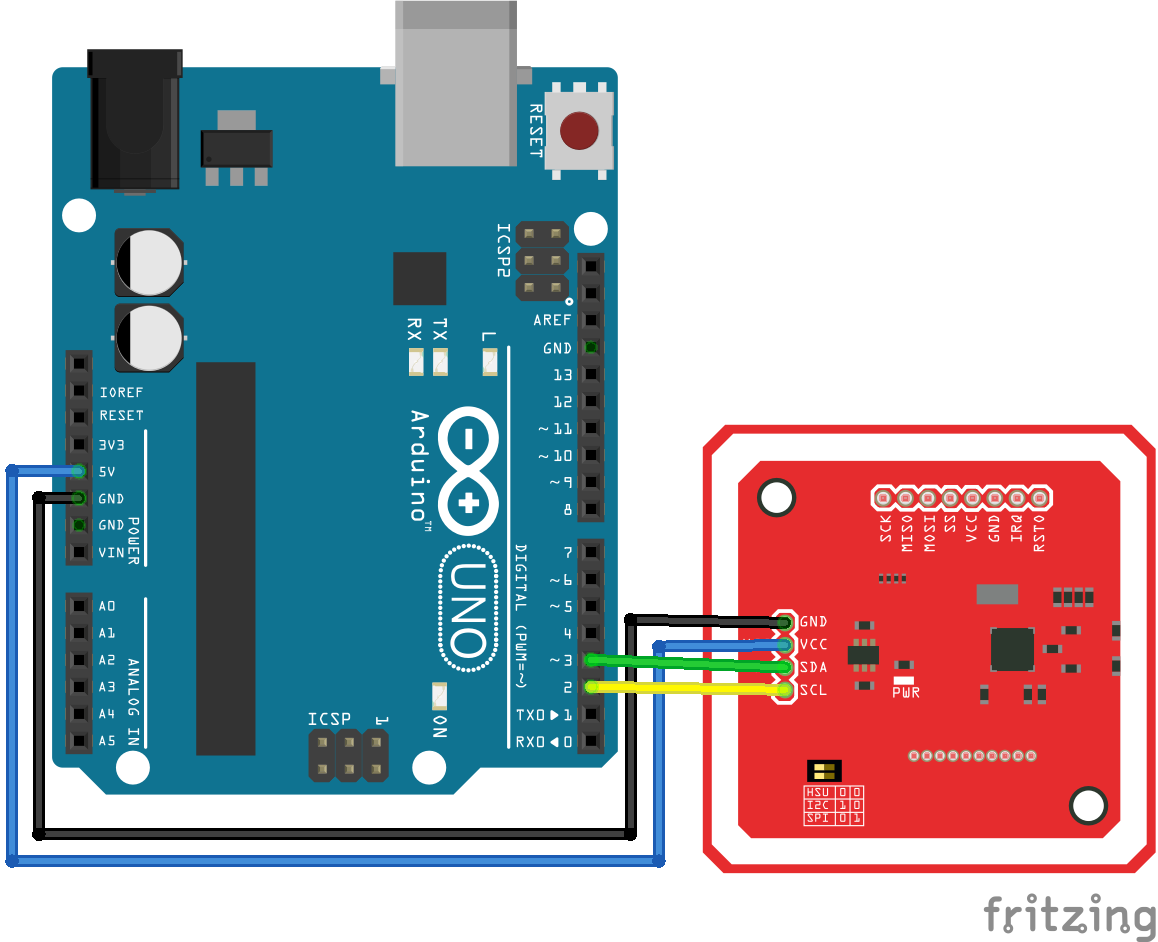 RESET
ICSP2
AREF
GND
13
12
~11
~10
~9
8
7
~6
~5
4
~3
2
TX0▶1
RX0◀0
RX
TX
L
IOREF
RESET
3V3
5V
GND
GND
VIN
POWER
A0
A1
A2
A3
A4
A5
ANALOG IN
Arduino™
UNO
DIGITAL (PWM=~)
ICSP
1
ON
SCK
MISO
MOSI
SS
VCC
GND
IRQ
RSTO
GND
VCC
SDA
SCL
PWR
HSU 0 0
I2C 1 0
SPI 0 1
fritzing